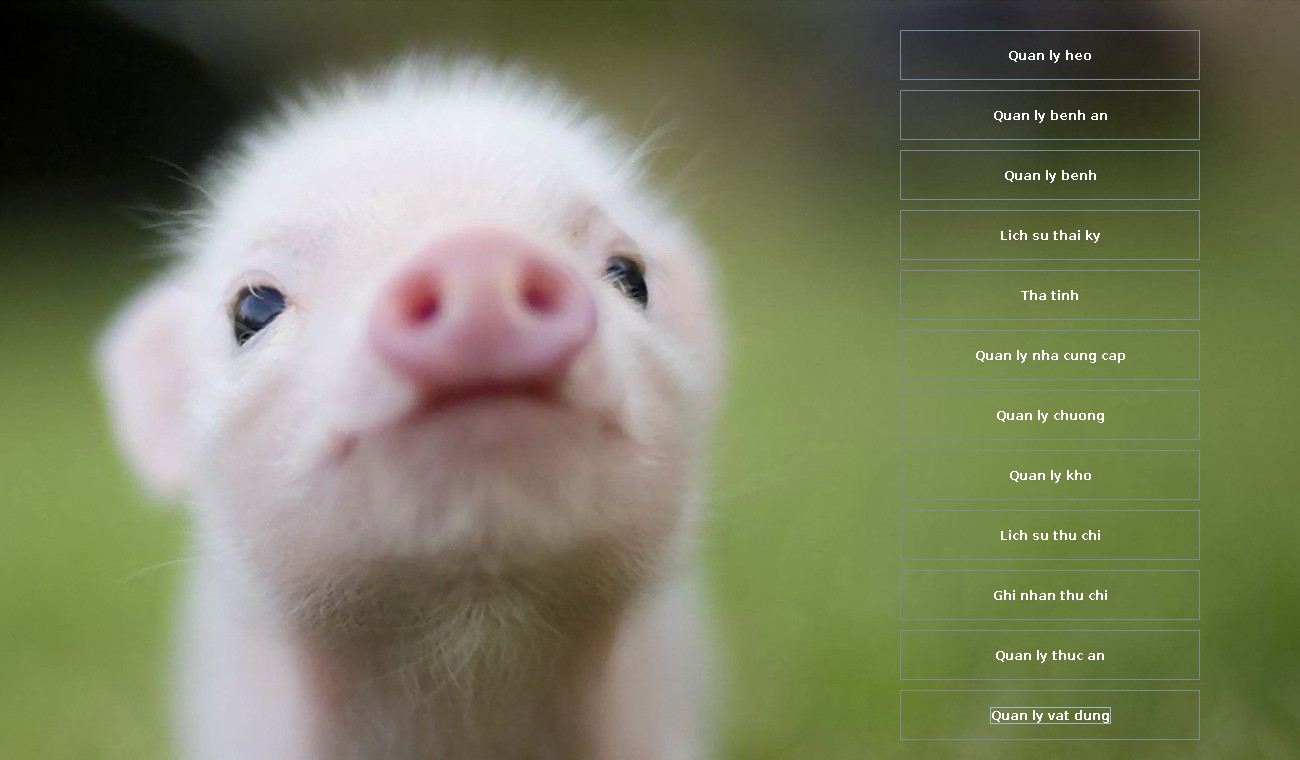 Quan ly heo
Quan ly benh an
Quan ly benh
Lich su thai ky
Tha tinh
Quan ly nha cung cap
Quan ly chuong
Quan ly kho
Lich su thu chi
Ghi nhan thu chi
Quan ly thuc an
Quan ly vat dung